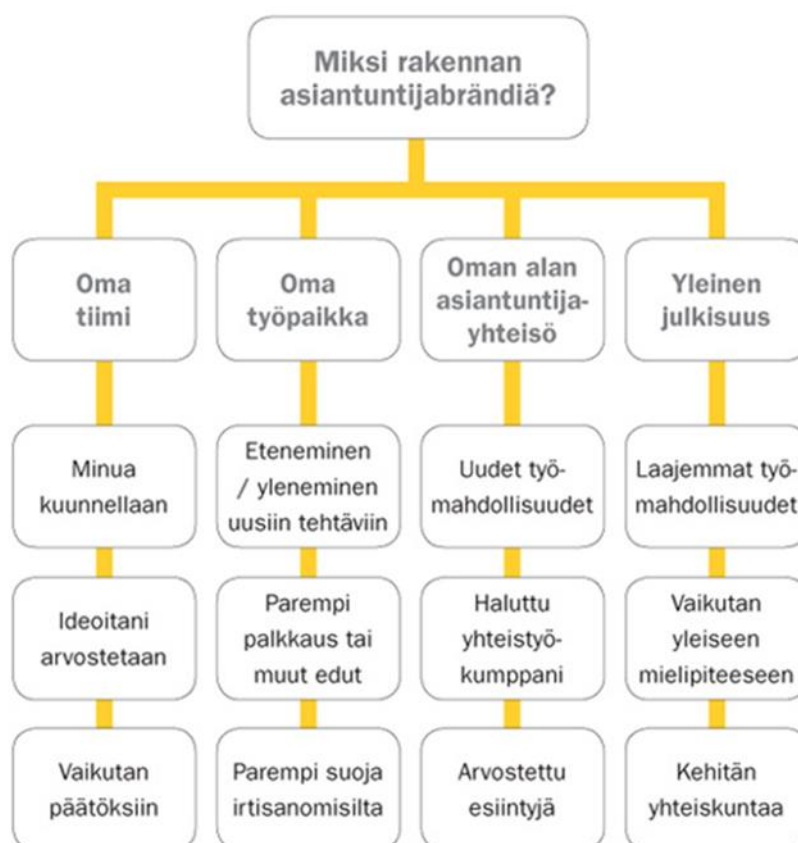 Miksi rakennan
asiantuntijabrändiä?
Oma
tiimi
Oma
työpaikka
Oman alan
asiantuntija-
yhteisö
Yleinen
julkisuus
Minua
kuunnellaan
Eteneminen
/ yleneminen
uusiin tehtäviin
Uudet työ-
mahdollisuudet
Laajemmat työ-
mahdollisuudet
Ideoitani
arvostetaan
Parempi
palkkaus tai
muut edut
Haluttu
yhteistyö-
kumppani
Vaikutan
yleiseen
mielipiteeseen
Vaikutan
päätöksiin
Parempi suoja
irtisanomisilta
Arvostettu
esiintyjä
Kehitän
yhteiskuntaa